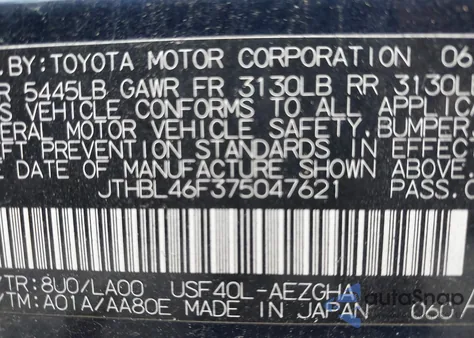 .BY:TOYOTA MOTOR CORPORATION 06
R 5445LB GAWR FR 3130LB RR 3130L
S VEHICLE CONFORMS TO ALL APPLIC
ERAL MOTOR VEHICLE SAFETY, BUMPER
FT PREVENTION STANDARDS IN EFFEC
E DATE OF MANUFACTURE SHOWN ABOVE.
JTHBL46F375047621 PASS.C
/TR:8U0/LA00 USF40L-AEZGHA
/TM:A01A/AA80E MADE IN JAPAN 060/A
AutoSnap